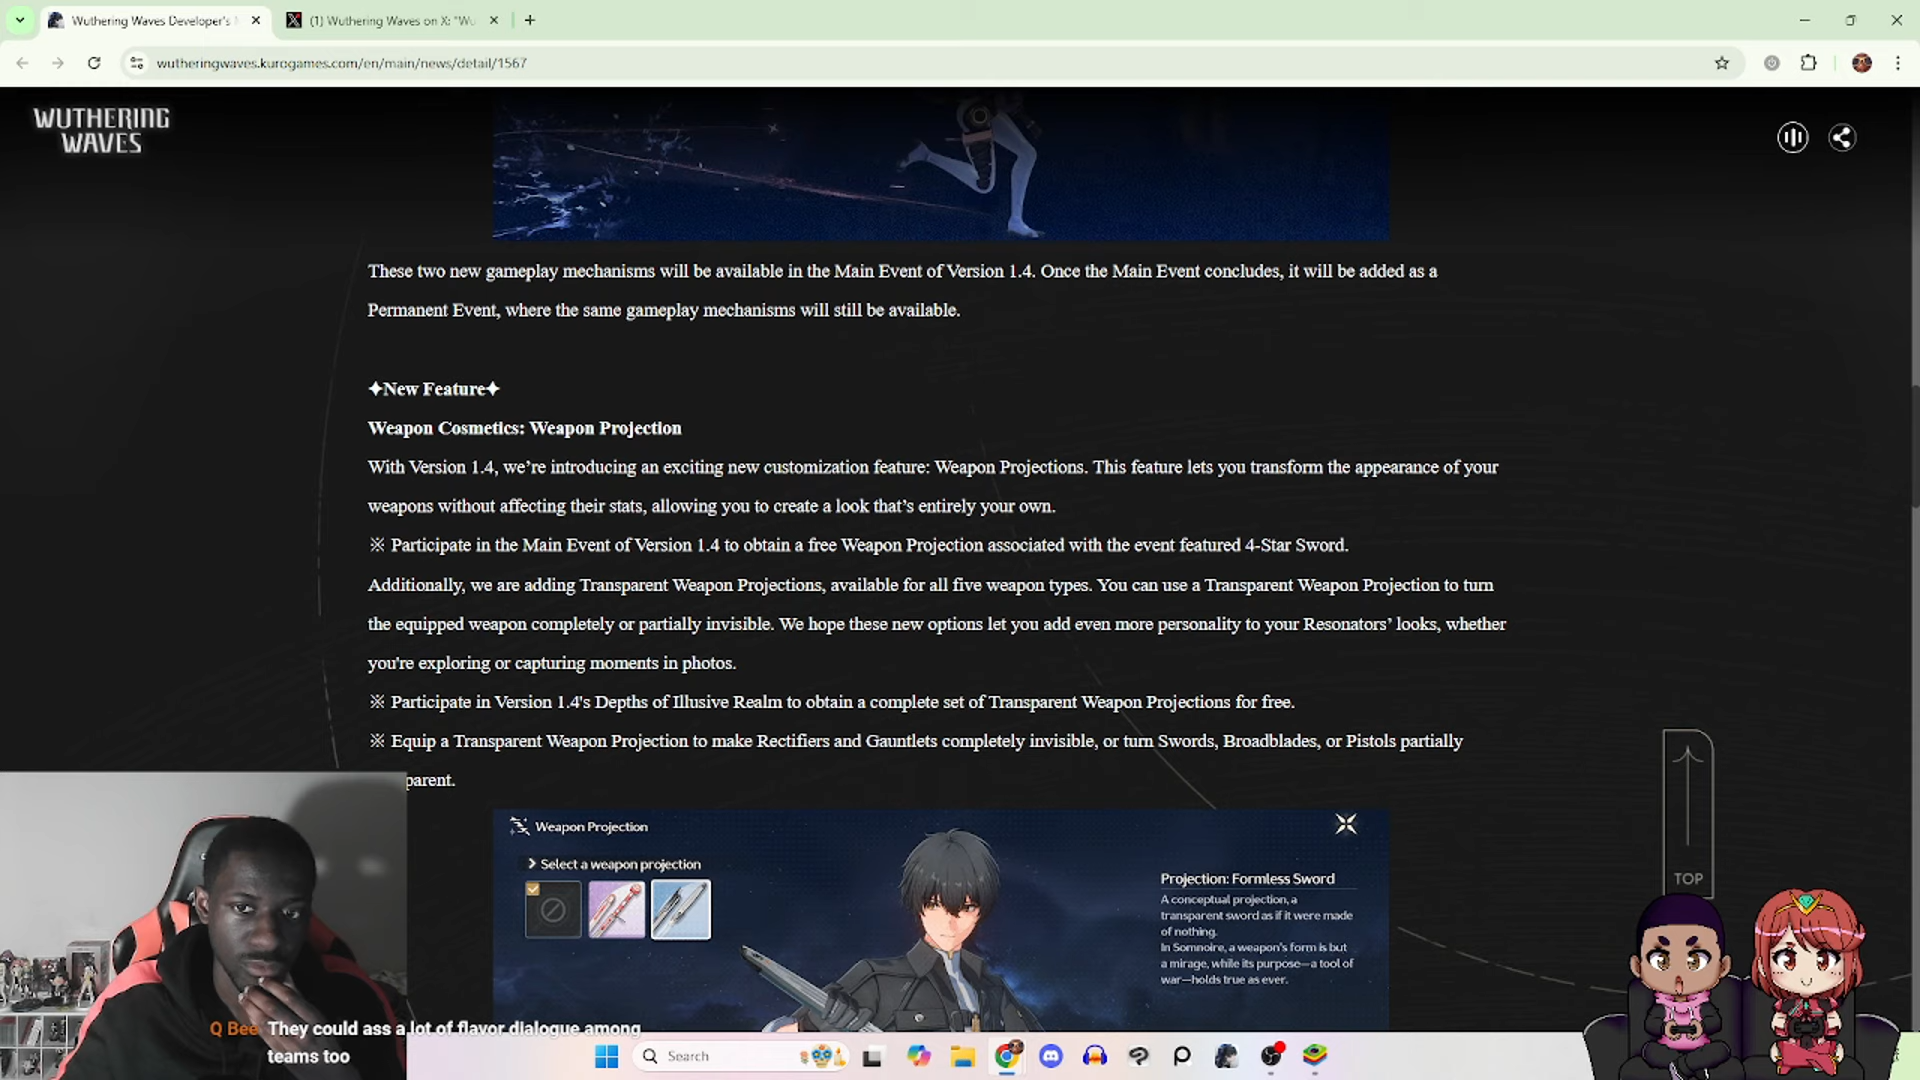 Wuthering Waves Developer's
(1) Wuthering Waves on X: "Wu
wutheringwaves.kurogames.com/en/main/news/detail/1567
WUTHERING
WAVES
These two new gameplay mechanisms will be available in the Main Event of Version 1.4. Once the Main Event concludes, it will be added as a
Permanent Event, where the same gameplay mechanisms will still be available.
✦New Feature✦
Weapon Cosmetics: Weapon Projection
With Version 1.4, we're introducing an exciting new customization feature: Weapon Projections. This feature lets you transform the appearance of your
weapons without affecting their stats, allowing you to create a look that's entirely your own.
※ Participate in the Main Event of Version 1.4 to obtain a free Weapon Projection associated with the event featured 4-Star Sword.
Additionally, we are adding Transparent Weapon Projections, available for all five weapon types. You can use a Transparent Weapon Projection to turn
the equipped weapon completely or partially invisible. We hope these new options let you add even more personality to your Resonators' looks, whether
you're exploring or capturing moments in photos.
※ Participate in Version 1.4's Depths of Illusive Realm to obtain a complete set of Transparent Weapon Projections for free.
※ Equip a Transparent Weapon Projection to make Rectifiers and Gauntlets completely invisible, or turn Swords, Broadblades, or Pistols partially
parent.
Weapon Projection
Select a weapon projection
Projection: Formless Sword
A conceptual projection, a
transparent sword as if it were made
of nothing.
In Somnoire, a weapon's form is but
a mirage, while its purpose—a tool of
war—holds true as ever.
TOP
Q Bee They could ass a lot of flavor dialogue among
teams too
Search